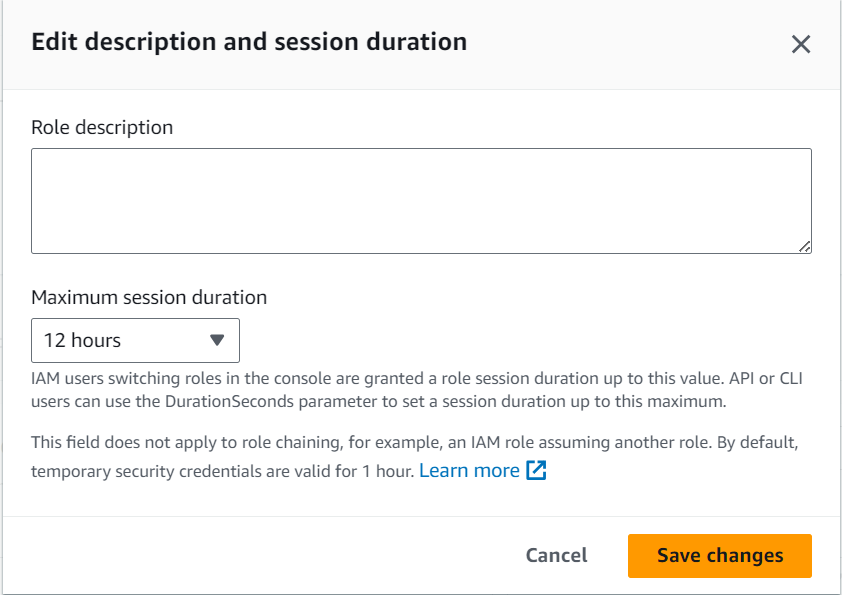 Edit description and session duration
Role description
Maximum session duration
12 hours
IAM users switching roles in the console are granted a role session duration up to this value. API or CLI
users can use the DurationSeconds parameter to set a session duration up to this maximum.
This field does not apply to role chaining, for example, an IAM role assuming another role. By default,
temporary security credentials are valid for 1 hour. Learn more
Cancel Save changes